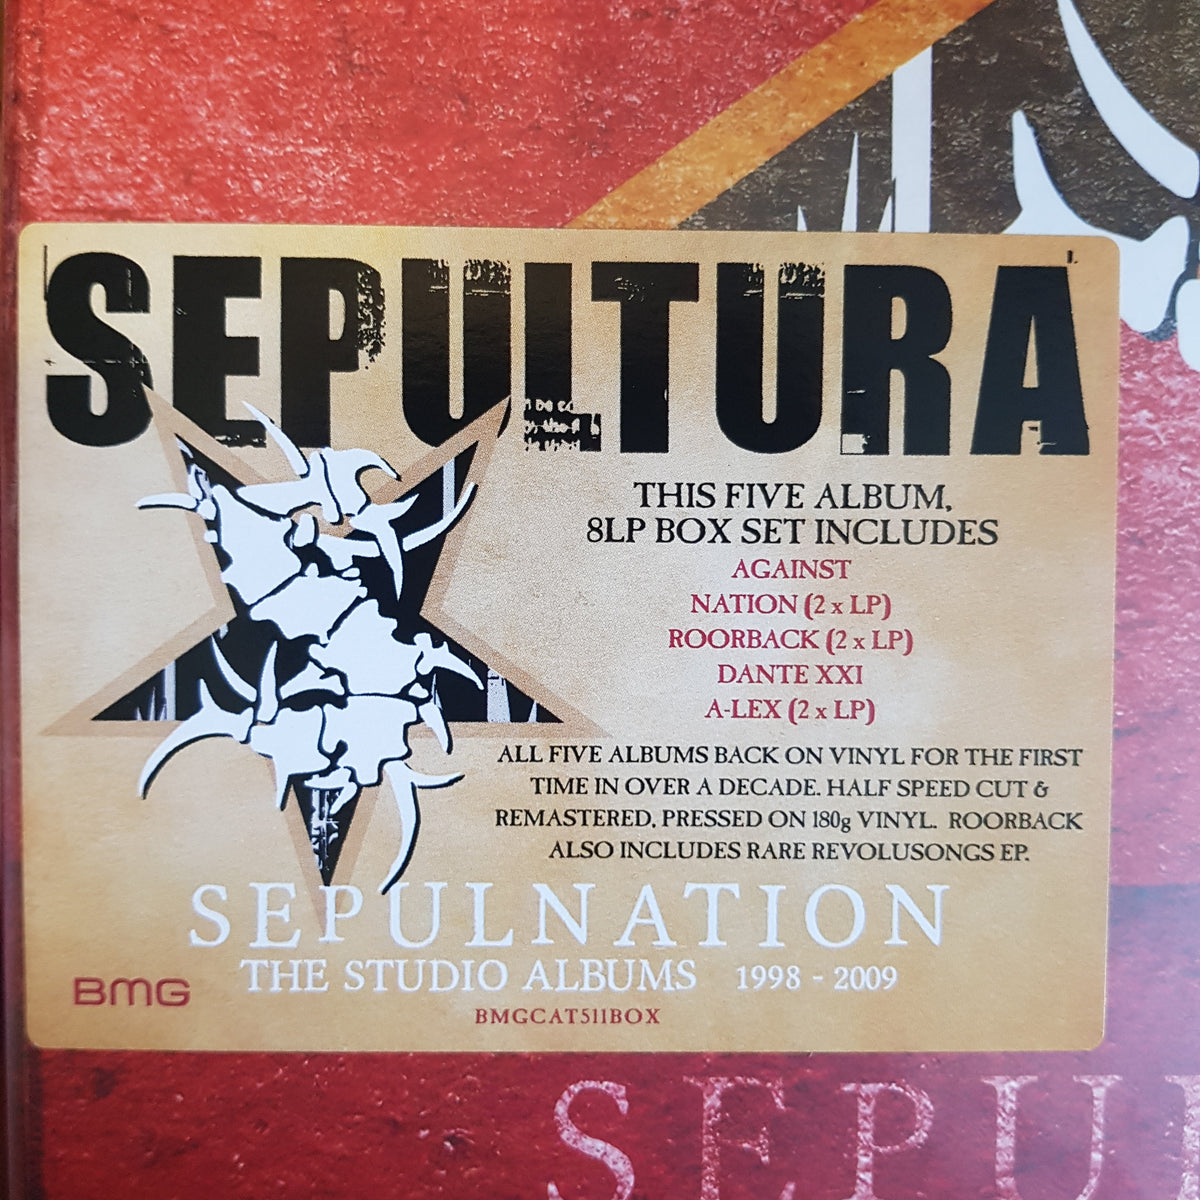 SEPULTURA
THIS FIVE ALBUM,
8LP BOX SET INCLUDES
AGAINST
NATION (2 x LP)
ROORBACK (2 x LP)
DANTE XXI
A-LEX (2 x LP)
ALL FIVE ALBUMS BACK ON VINYL FOR THE FIRST
TIME IN OVER A DECADE. HALF SPEED CUT &
REMASTERED, PRESSED ON 180g VINYL. ROORBACK
ALSO INCLUDES RARE REVOLUSONGS EP.
SEPULNATION
THE STUDIO ALBUMS 1998 - 2009
BMG
BMGCAT511BOX
SEPUL